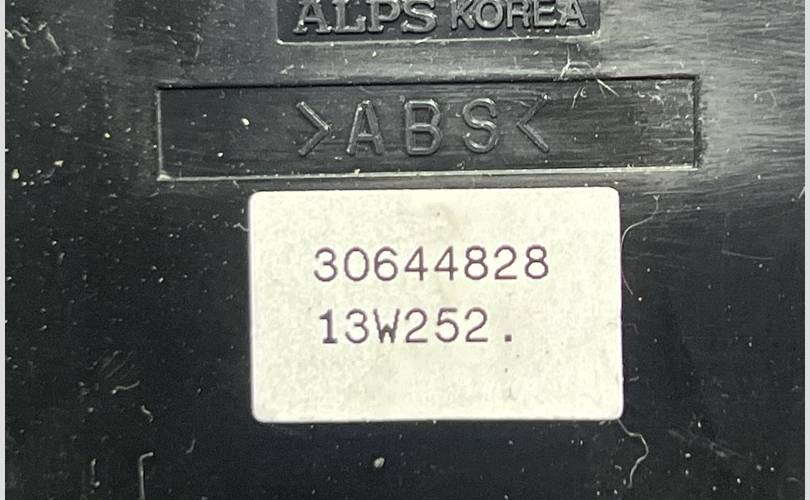 ALPS KOREA
>ABS<
30644828
13W252.